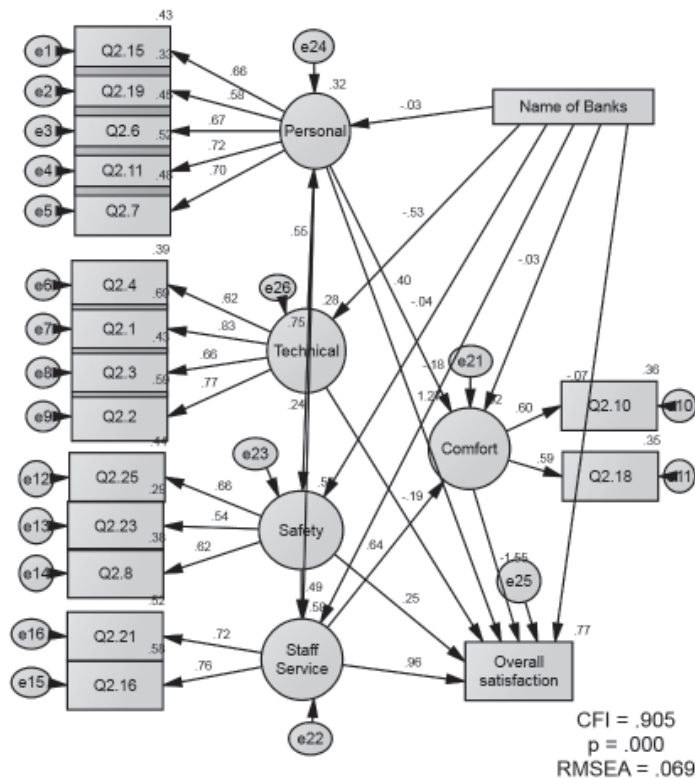 .43
e1
Q2.15
.33
e2
Q2.19
.45
e3
Q2.6
.52
e4
Q2.11
.48
e5
Q2.7
.66
.58
.67
.72
.70
e24
.32
Personal
-.03
Name of Banks
.39
e6
Q2.4
.69
e7
Q2.1
.43
e8
Q2.3
.59
e9
Q2.2
.62
.83
.66
.77
e26
.28
.75
Technical
.55
-.53
.40
-.04
-.03
.24
-.18
e21
-.07
.36
.60
Q2.10
10
Comfort
.35
.59
Q2.18
11
.44
e12
Q2.25
.29
e13
Q2.23
.38
e14
Q2.8
.66
.54
.62
e23
Safety
-.19
.64
.49
.58
.25
-1.55
e25
.77
.52
e16
Q2.21
.58
e15
Q2.16
.72
.76
Staff
Service
.96
Overall
satisfaction
e22
CFI = .905
p = .000
RMSEA = .069